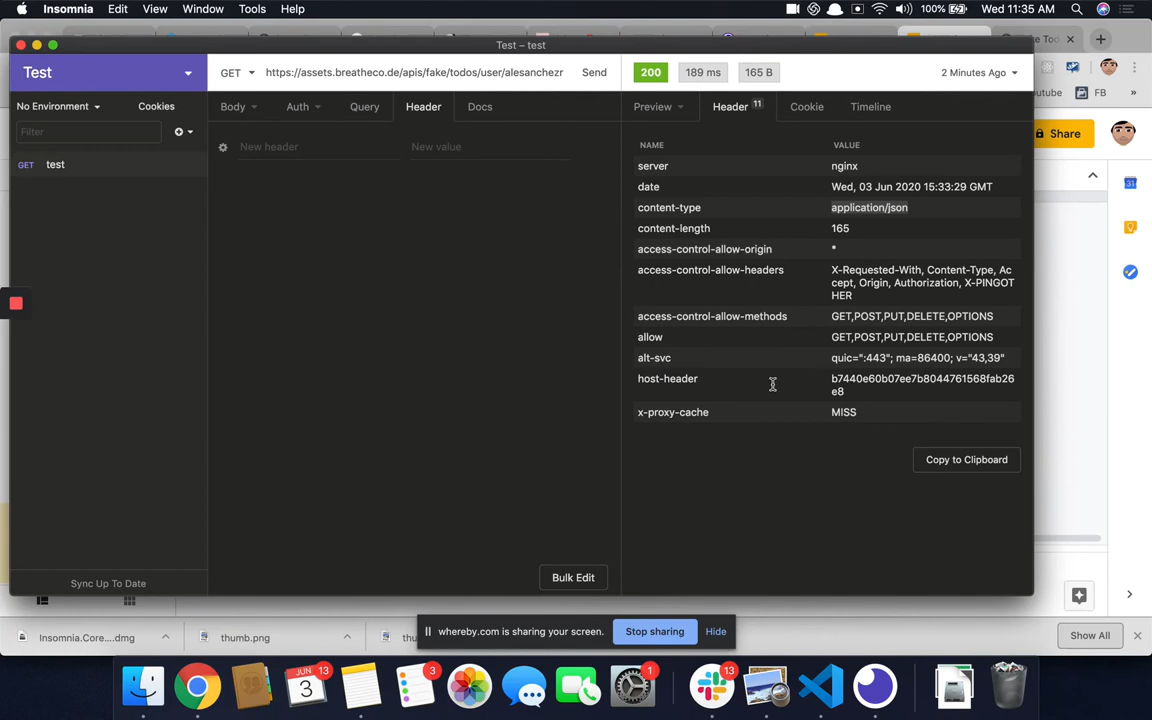 Insomnia Edit View Window Tools Help
100% Wed 11:35 AM
Test – test
Test
GET https://assets.breatheco.de/apis/fake/todos/user/alesanchezr Send
200 189 ms 165 B 2 Minutes Ago
No Environment Cookies
Body Auth Query Header Docs
Preview Header 11 Cookie Timeline
Filter
GET test
New header New value
NAME VALUE
server nginx
date Wed, 03 Jun 2020 15:33:29 GMT
content-type application/json
content-length 165
access-control-allow-origin *
access-control-allow-headers X-Requested-With, Content-Type, Ac
cept, Origin, Authorization, X-PINGOT
HER
access-control-allow-methods GET,POST,PUT,DELETE,OPTIONS
allow GET,POST,PUT,DELETE,OPTIONS
alt-svc quic=":443"; ma=86400; v="43,39"
host-header b7440e60b07ee7b8044761568fab26
e8
x-proxy-cache MISS
Copy to Clipboard
Bulk Edit
Sync Up To Date
FB
Share
31
whereby.com is sharing your screen. Stop sharing Hide
Insomnia.Core....dmg thumb.png
Show All
JUN 13
3
3
1
13